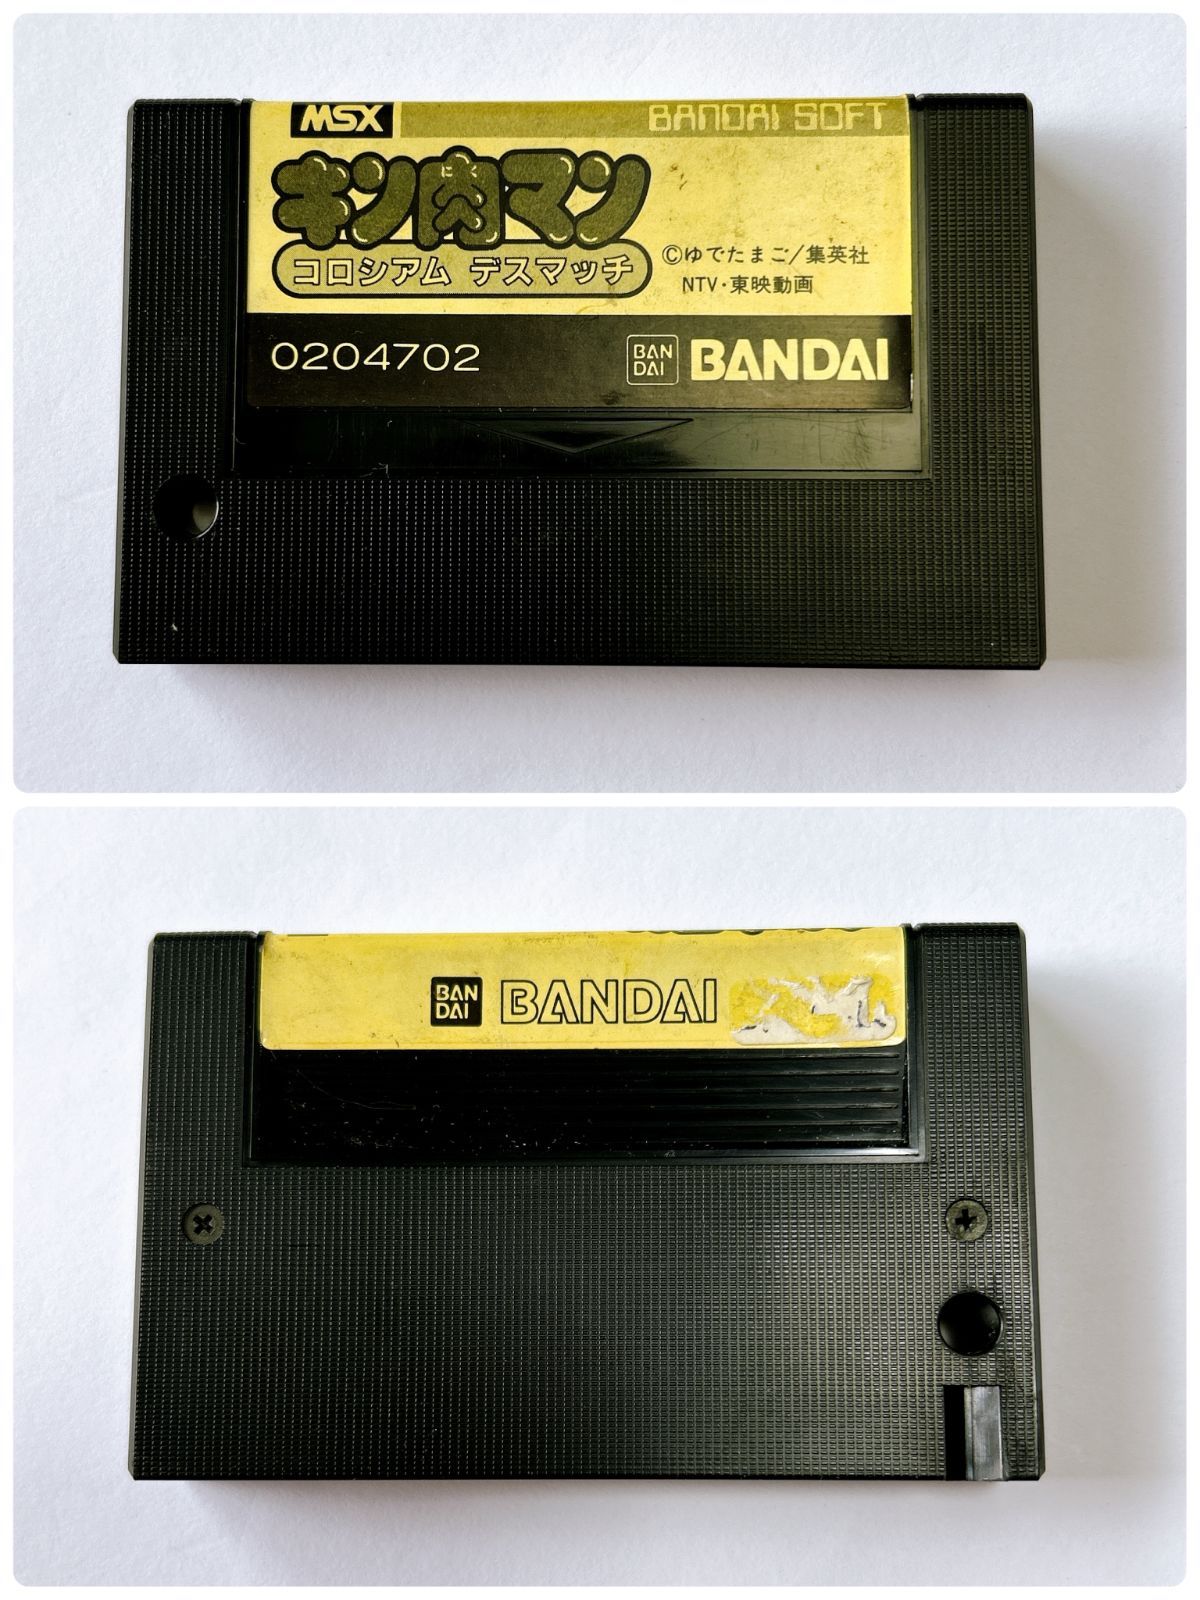 MSX BANDAI SOFT
キン肉マン
にく
コロシアム デスマッチ
©ゆでたまご/集英社
NTV・東映動画
0204702 BAN DAI BANDAI
BAN DAI BANDAI